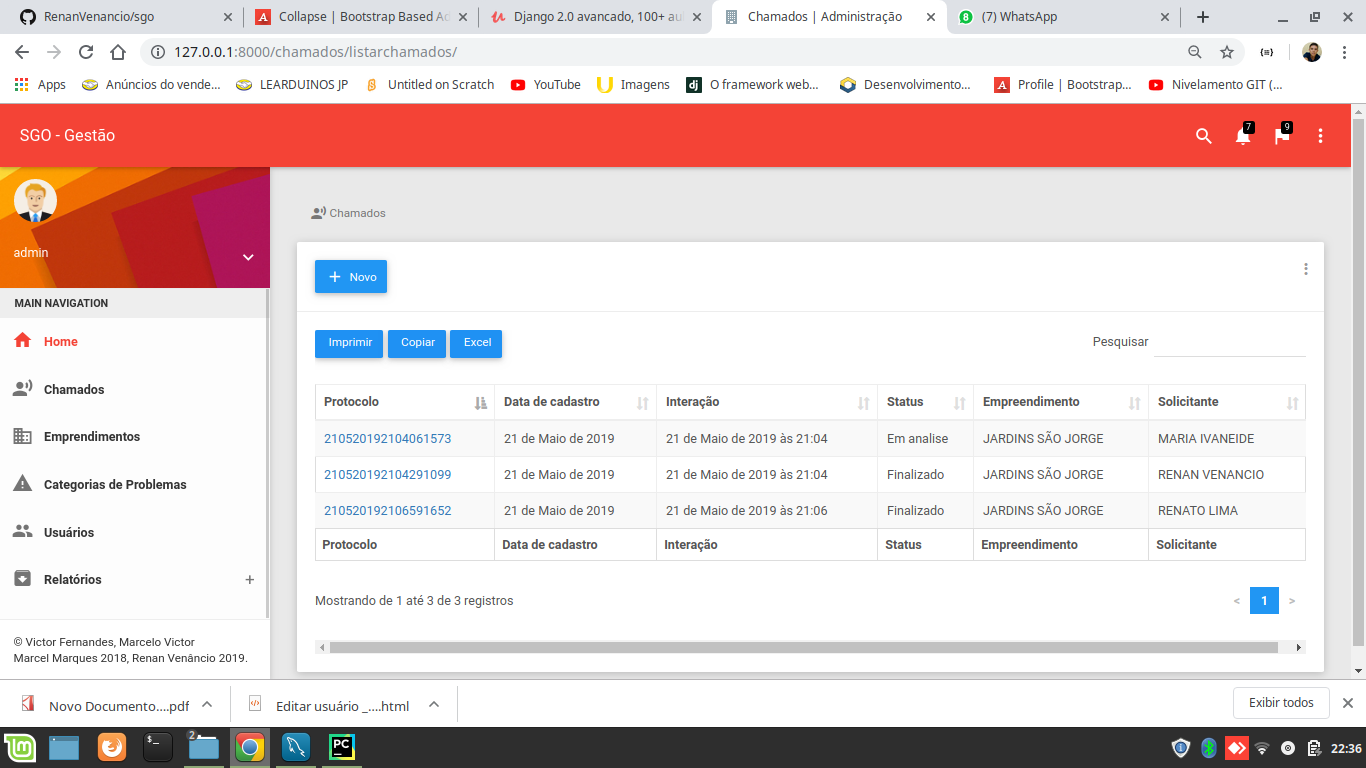 RenanVenancio/sgo
Collapse | Bootstrap Based Ad
Django 2.0 avancado, 100+ au
Chamados | Administração
(7) WhatsApp
127.0.0.1:8000/chamados/listarchamados/
Apps
Anúncios do vende...
LEARDUINOS JP
Untitled on Scratch
YouTube
Imagens
O framework web...
Desenvolvimento...
Profile | Bootstrap...
Nivelamento GIT (...
SGO - Gestão
7
9
admin
MAIN NAVIGATION
Home
Chamados
Emprendimentos
Categorias de Problemas
Usuários
Relatórios +
© Victor Fernandes, Marcelo Victor
Marcel Marques 2018, Renan Venâncio 2019.
Chamados
+ Novo
Imprimir Copiar Excel
Pesquisar
Protocolo Data de cadastro Interação Status Empreendimento Solicitante
210520192104061573 21 de Maio de 2019 21 de Maio de 2019 às 21:04 Em analise JARDINS SÃO JORGE MARIA IVANEIDE
210520192104291099 21 de Maio de 2019 21 de Maio de 2019 às 21:04 Finalizado JARDINS SÃO JORGE RENAN VENANCIO
210520192106591652 21 de Maio de 2019 21 de Maio de 2019 às 21:06 Finalizado JARDINS SÃO JORGE RENATO LIMA
Protocolo Data de cadastro Interação Status Empreendimento Solicitante
Mostrando de 1 até 3 de 3 registros
< 1 >
Novo Documento....pdf
Editar usuário _....html
Exibir todos
2
PC
22:36